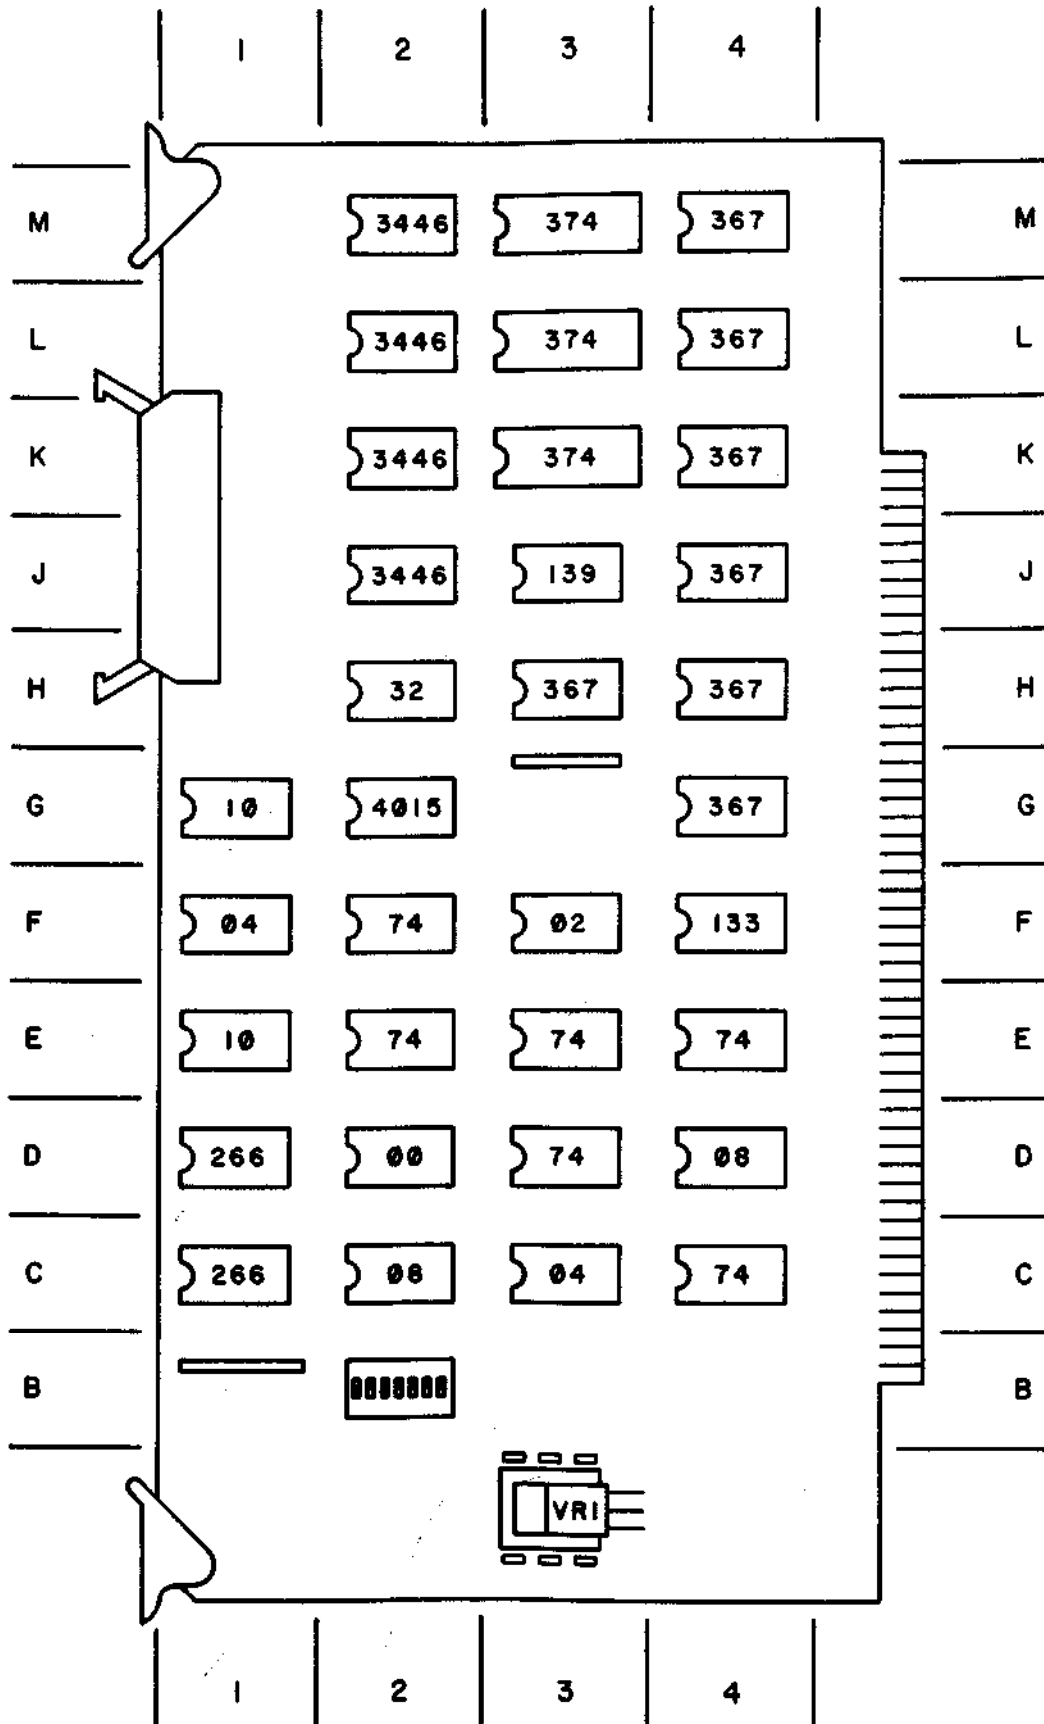 1 2 3 4
M 3446 374 367 M
L 3446 374 367 L
K 3446 374 367 K
J 3446 139 367 J
H 32 367 367 H
G 10 4015 367 G
F 04 74 02 133 F
E 10 74 74 74 E
D 266 00 74 08 D
C 266 08 04 74 C
B B
VR1
1 2 3 4